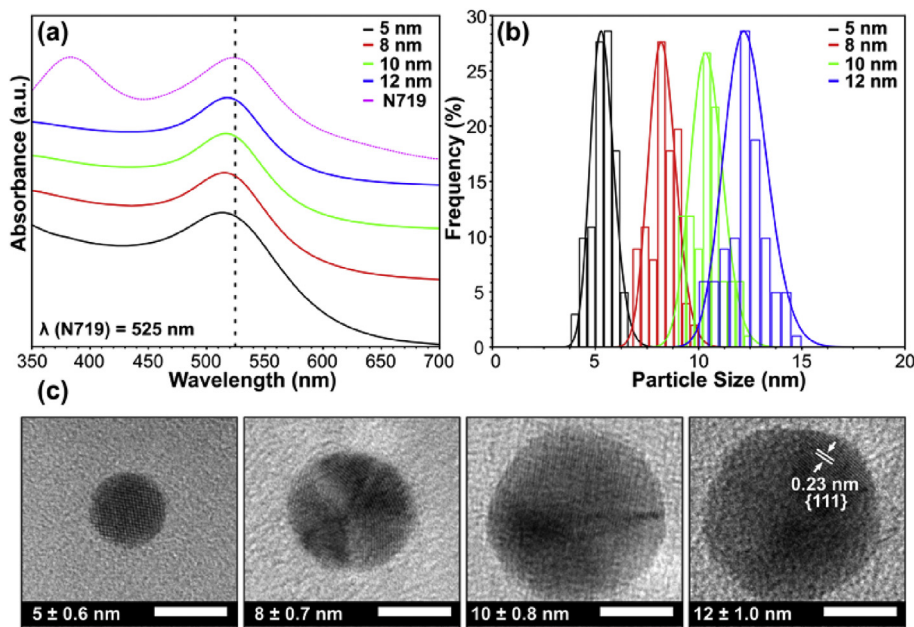 (a)
5 nm
8 nm
10 nm
12 nm
N719
Absorbance (a.u.)
λ (N719) = 525 nm
350 400 450 500 550 600 650 700
Wavelength (nm)
(b)
5 nm
8 nm
10 nm
12 nm
Frequency (%)
30
25
20
15
10
5
0
0 5 10 15 20
Particle Size (nm)
(c)
0.23 nm
{111}
5 ± 0.6 nm
8 ± 0.7 nm
10 ± 0.8 nm
12 ± 1.0 nm